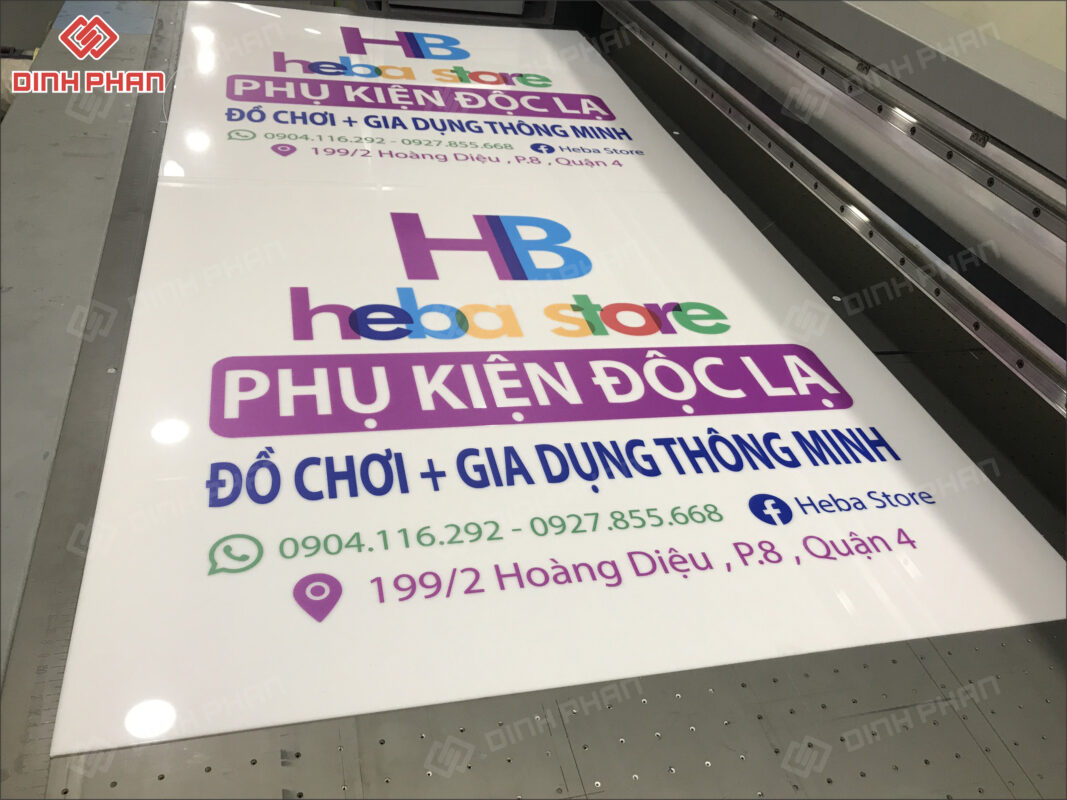 DINH PHAN
HB
heba store
PHỤ KIỆN ĐỘC LẠ
ĐỒ CHƠI + GIA DỤNG THÔNG MINH
0904.116.292 - 0927.855.668 Heba Store
199/2 Hoàng Diệu , P.8 , Quận 4
HB
heba store
PHỤ KIỆN ĐỘC LẠ
ĐỒ CHƠI + GIA DỤNG THÔNG MINH
0904.116.292 - 0927.855.668 Heba Store
199/2 Hoàng Diệu , P.8 , Quận 4